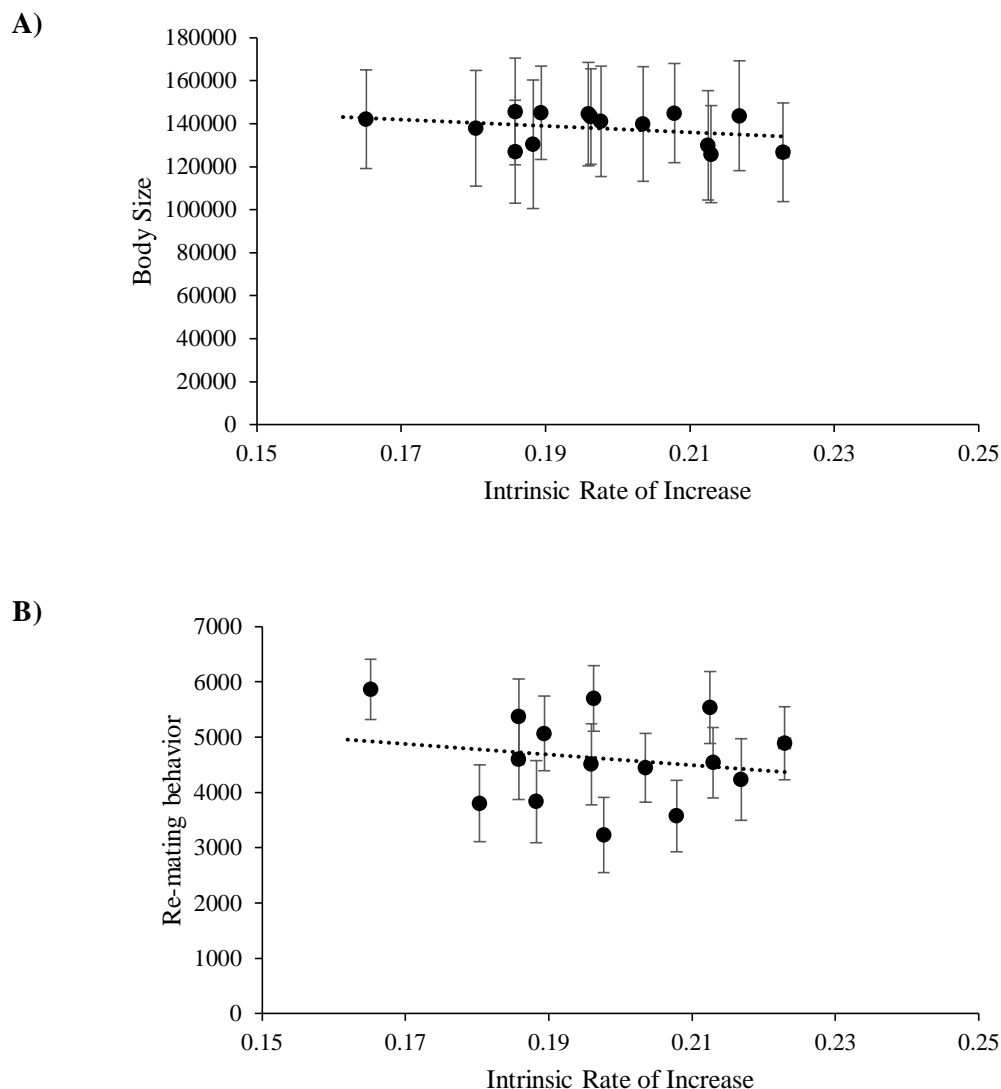 A)
180000
160000
140000
120000
100000
80000
60000
40000
20000
0
Body Size
0.15 0.17 0.19 0.21 0.23 0.25
Intrinsic Rate of Increase
B)
7000
6000
5000
4000
3000
2000
1000
0
Re-mating behavior
0.15 0.17 0.19 0.21 0.23 0.25
Intrinsic Rate of Increase